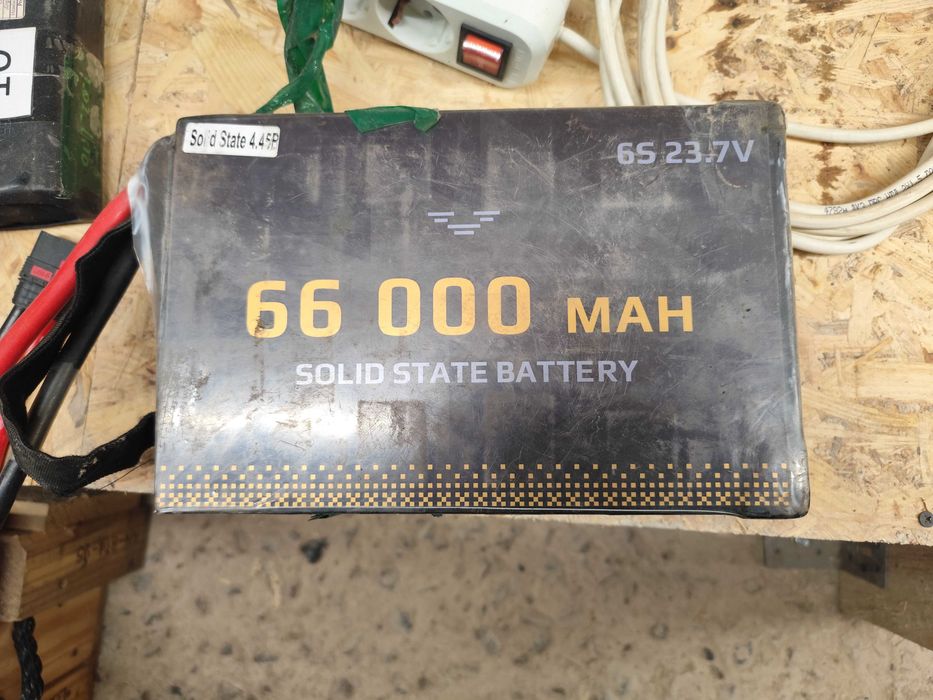 Solid State 4.45P
6S 23.7V
66 000 MAH
SOLID STATE BATTERY